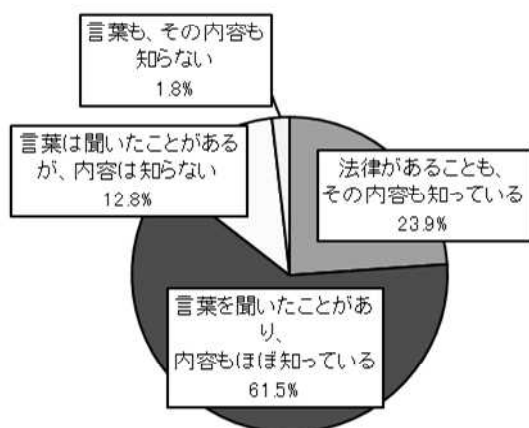 言葉も、その内容も
知らない
1.8%
言葉は聞いたことがある
が、内容は知らない
12.8%
法律があることも、
その内容も知っている
23.9%
言葉を聞いたことがあ
り、
内容もほぼ知っている
61.5%